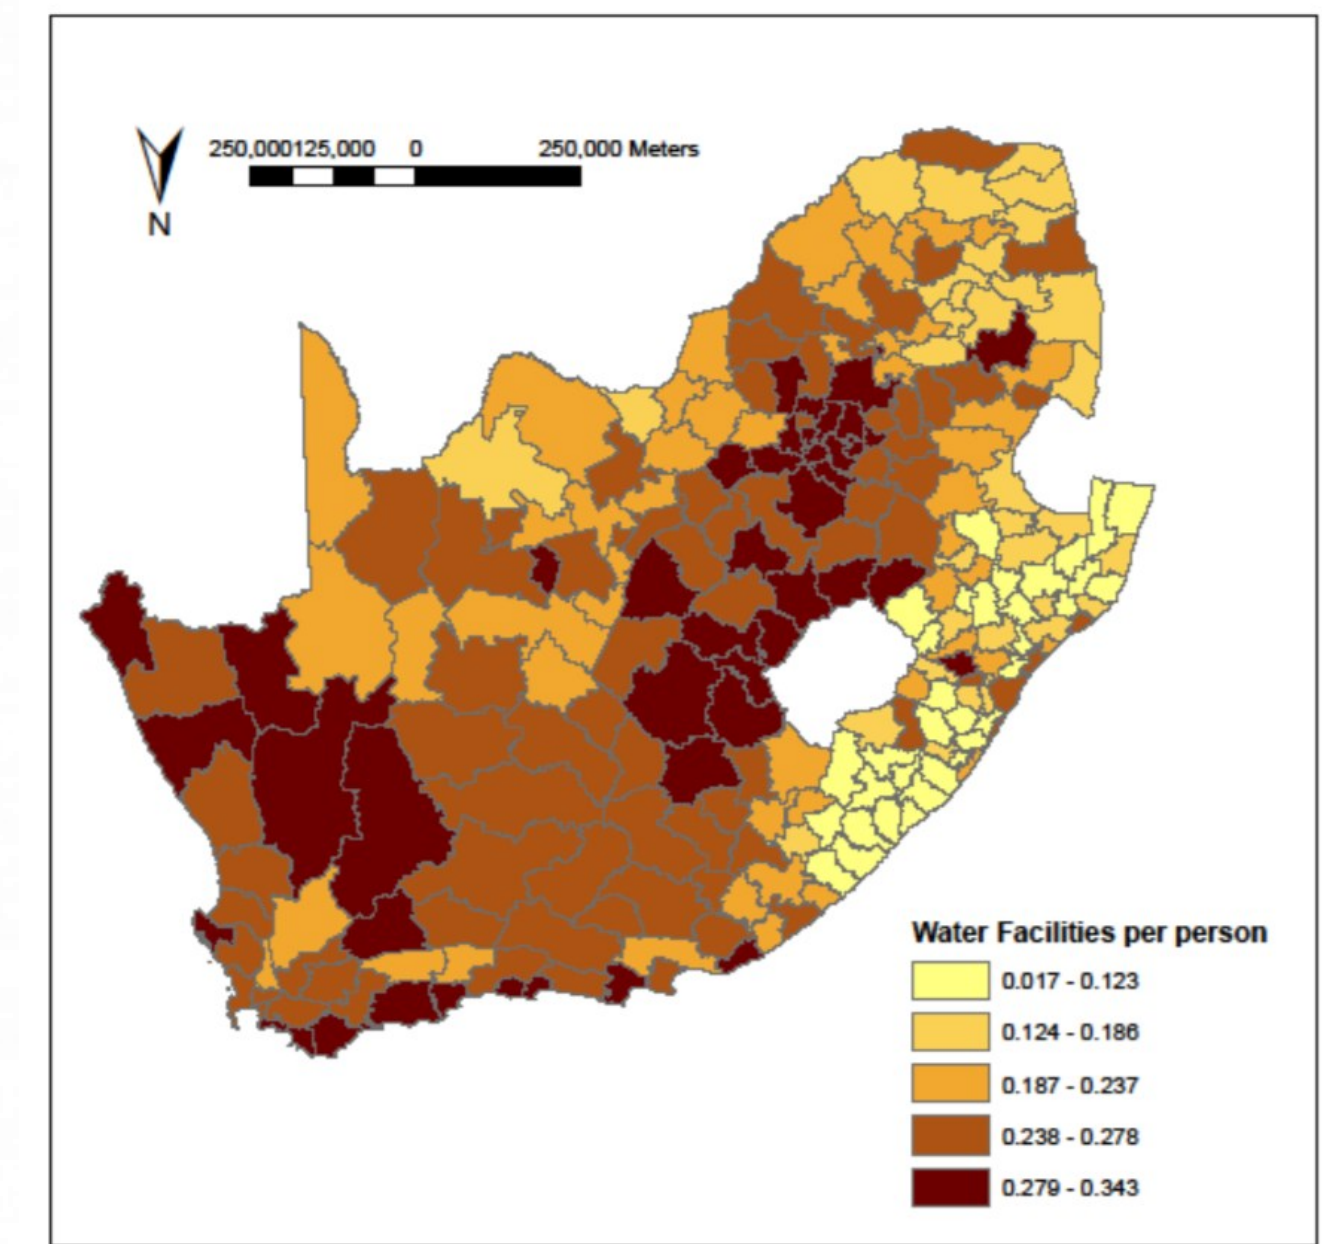 250,000125,000 0 250,000 Meters
N
Water Facilities per person
0.017 - 0.123
0.124 - 0.186
0.187 - 0.237
0.238 - 0.278
0.279 - 0.343